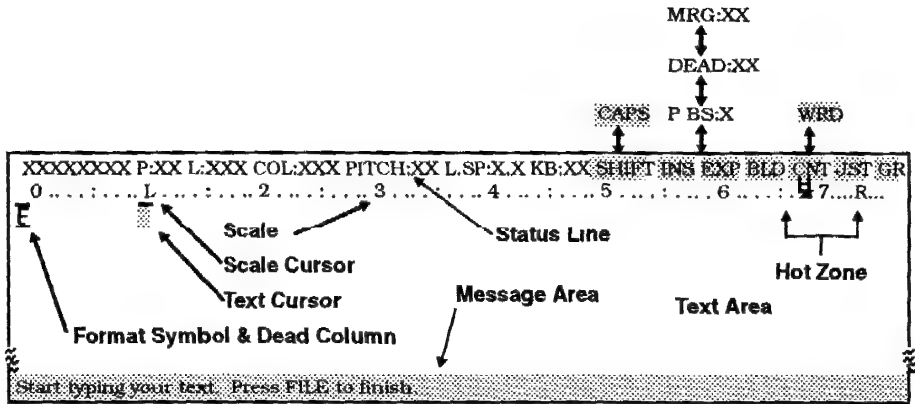 MRG:XX
DEAD:XX
CAPS P BS:X WRD
XXXXXXXX P:XX L:XXX COL:XXX PITCH:XX L.SP:X,X KB:XX SHIFT INS EXP BLD CNT JST GR
0 . . . . : . . . . L . . . . : . . . . 2 . . . . : . . . . 3 . . . . : . . . . 4 . . . . : . . . . 5 . . . . : . . . . 6 . . . . : . . H . 7 . . . . R . . .
E
Scale
Status Line
Scale Cursor
Hot Zone
Text Cursor
Message Area
Text Area
Format Symbol & Dead Column
Start typing your text. Press FILE to finish.